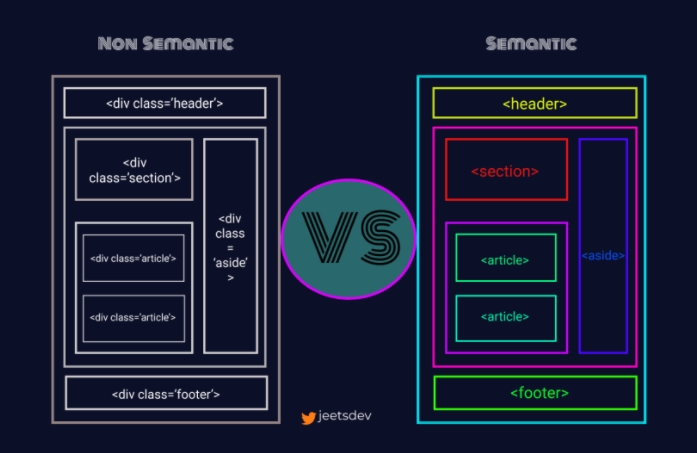 Non Semantic
Semantic
<div class='header'>
<div
class='section'>
<div
class
=
'aside'
>
<div class='article'>
<div class='article'>
<div class='footer'>
VS
<header>
<section>
<aside>
<article>
<article>
<footer>
jeetsdev